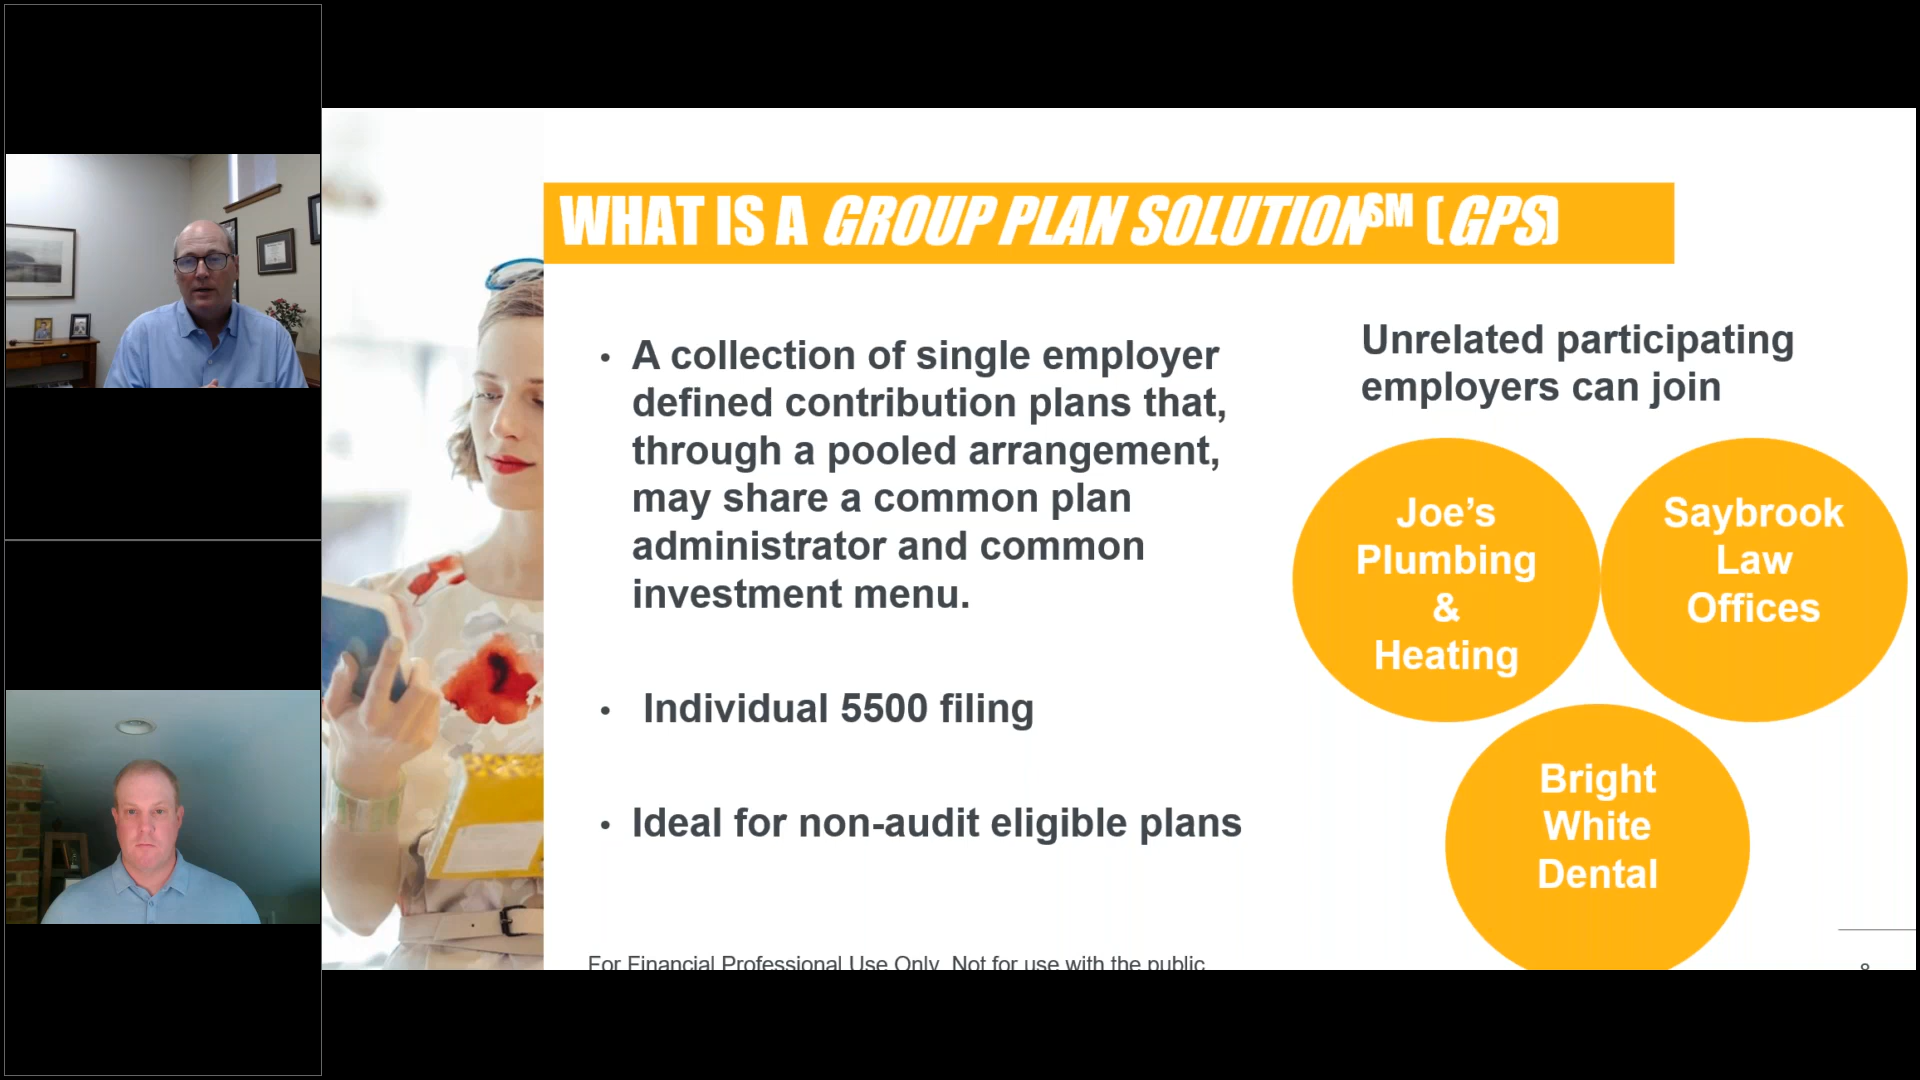 WHAT IS A GROUP PLAN SOLUTION℠ (GPS)
• A collection of single employer
defined contribution plans that,
through a pooled arrangement,
may share a common plan
administrator and common
investment menu.
• Individual 5500 filing
• Ideal for non-audit eligible plans
Unrelated participating
employers can join
Joe’s
Plumbing
&
Heating
Saybrook
Law
Offices
Bright
White
Dental
For Financial Professional Use Only. Not for use with the public
8